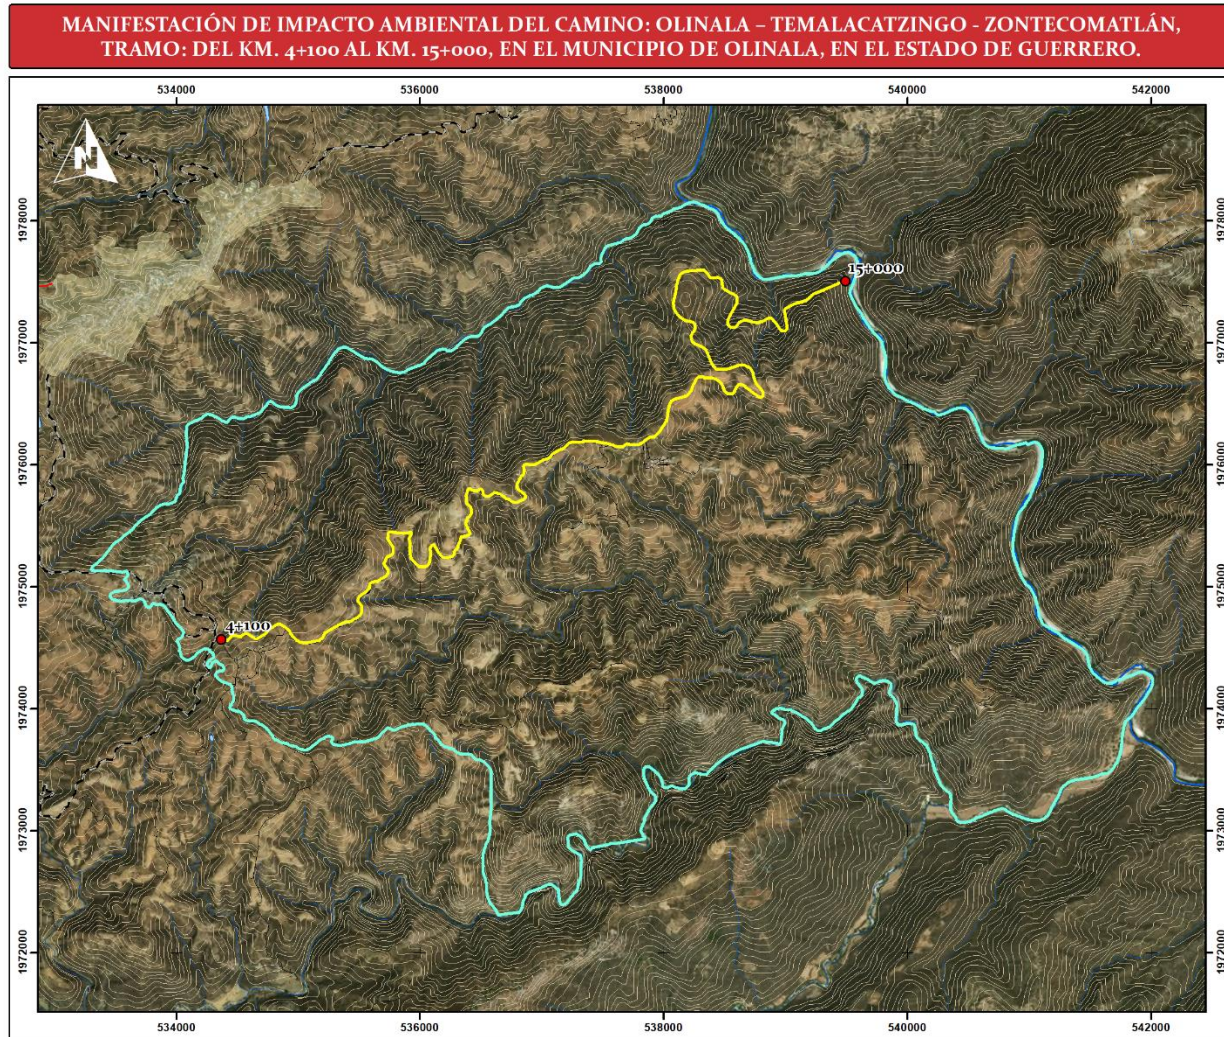 MANIFESTACIÓN DE IMPACTO AMBIENTAL DEL CAMINO: OLINALA – TEMALACATZINGO - ZONTECOMATLÁN,
TRAMO: DEL KM. 4+100 AL KM. 15+000, EN EL MUNICIPIO DE OLINALA, EN EL ESTADO DE GUERRERO.
534000 536000 538000 540000 542000
N
1978000 1978000
15+000
1977000 1977000
1976000 1976000
1975000 1975000
4+100
1974000 1974000
1973000 1973000
1972000 1972000
534000 536000 538000 540000 542000